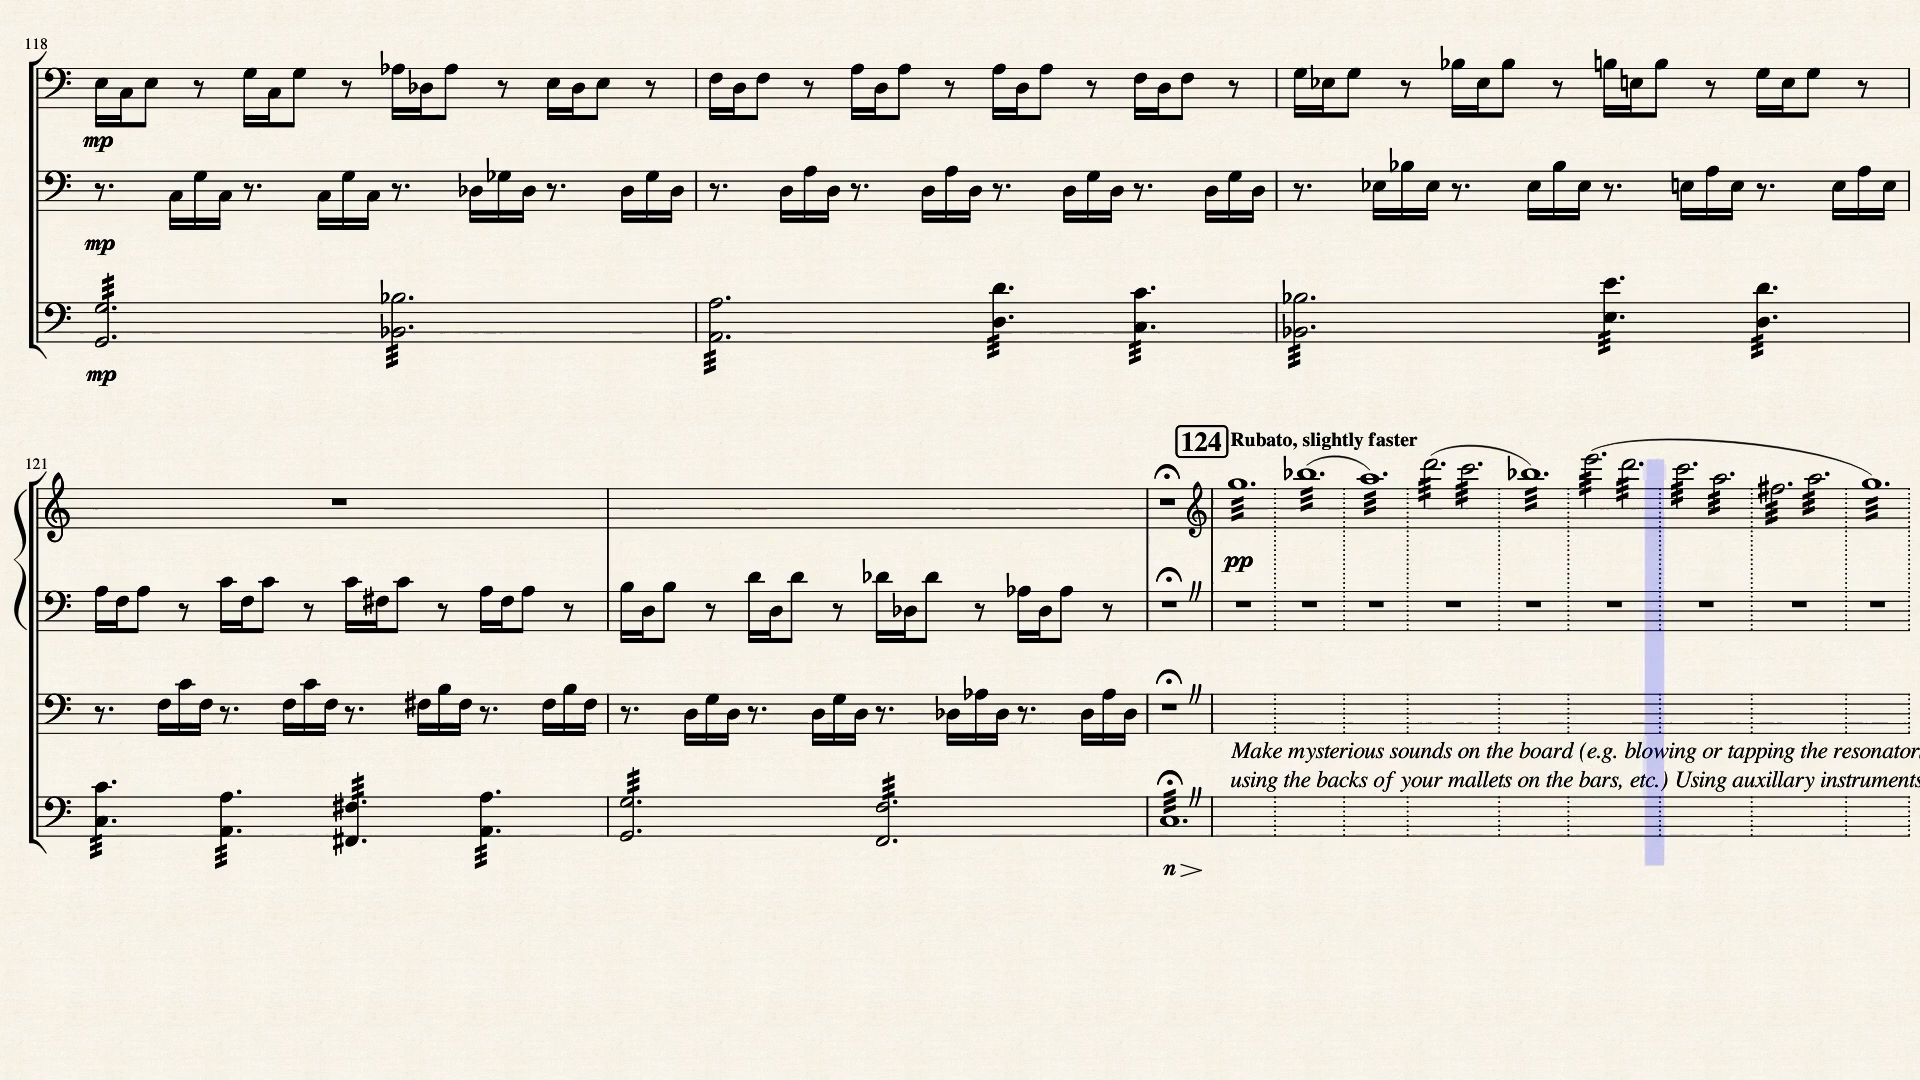 118
mp
mp
mp
121
124 Rubato, slightly faster
pp
Make mysterious sounds on the board (e.g. blowing or tapping the resonator
using the backs of your mallets on the bars, etc.) Using auxillary instruments
n